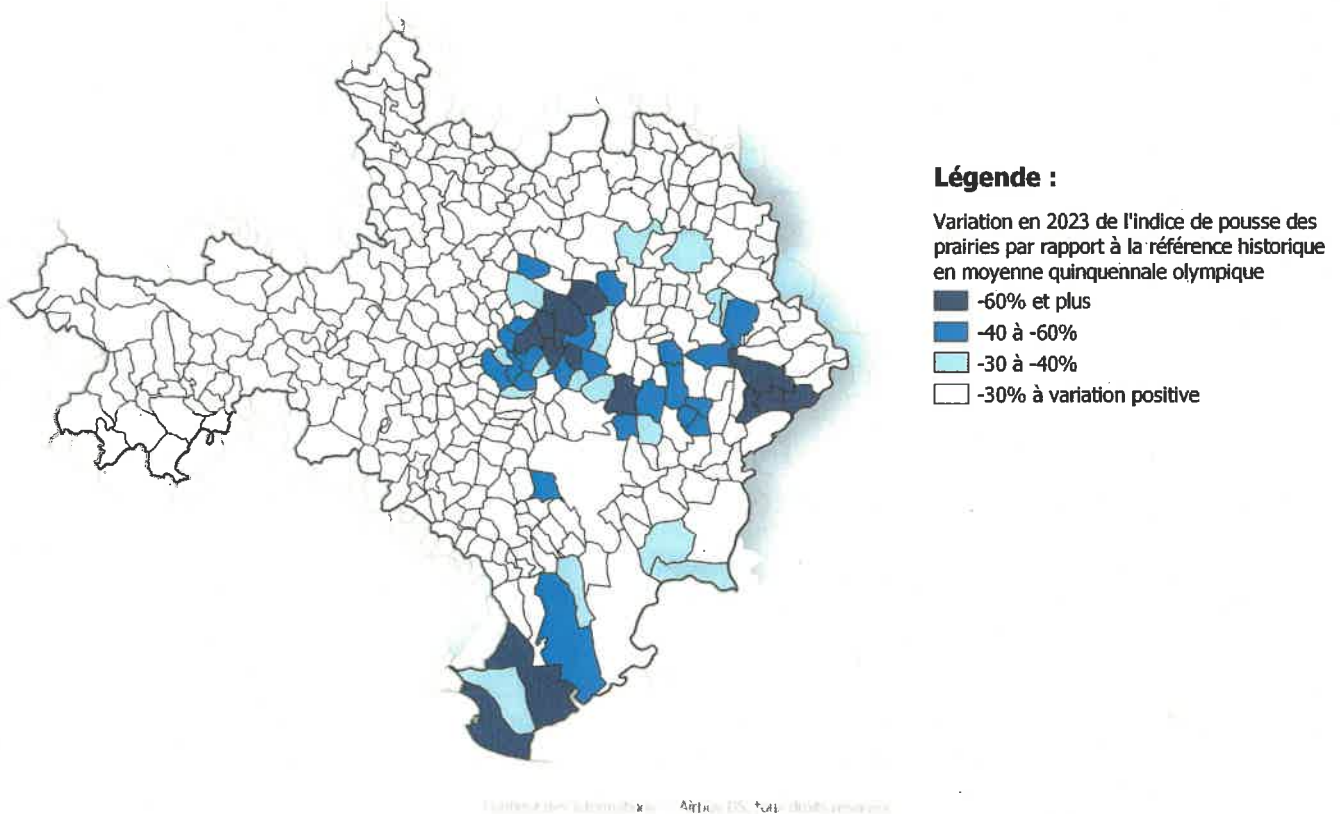 Légende :
Variation en 2023 de l'indice de pousse des
prairies par rapport à la référence historique
en moyenne quinquennale olympique
-60% et plus
-40 à -60%
-30 à -40%
-30% à variation positive
droits